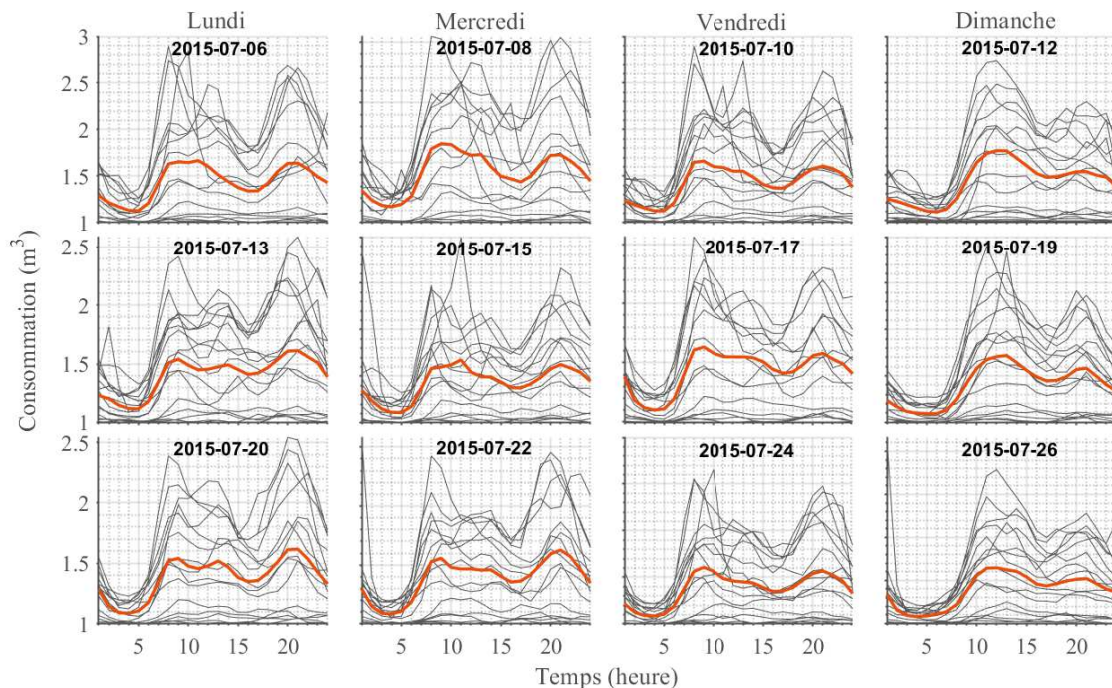 Lundi Mercredi Vendredi Dimanche
3 2015-07-06 2015-07-08 2015-07-10 2015-07-12
2.5
2
1.5
1
2.5 2015-07-13 2015-07-15 2015-07-17 2015-07-19
2
1.5
1
2.5 2015-07-20 2015-07-22 2015-07-24 2015-07-26
2
1.5
1
Consommation (m³)
5 10 15 20 5 10 15 20 5 10 15 20 5 10 15 20
Temps (heure)